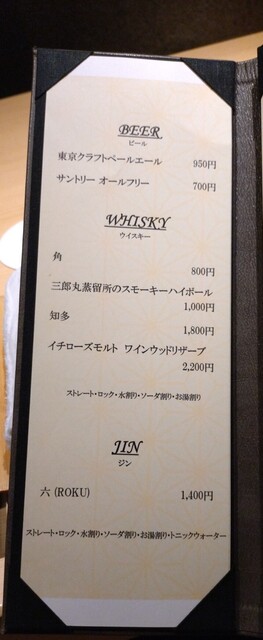 BEER
ビール
東京クラフトペールエール 950円
サントリー オールフリー 700円
WHISKY
ウイスキー
角
800円
三郎丸蒸留所のスモーキーハイボール
1,000円
知多
1,800円
イチローズモルト ワインウッドリザーブ
2,200円
ストレート・ロック・水割り・ソーダ割り・お湯割り
JIN
ジン
六 (ROKU) 1,400円
ストレート・ロック・水割り・ソーダ割り・お湯割り・トニックウォーター